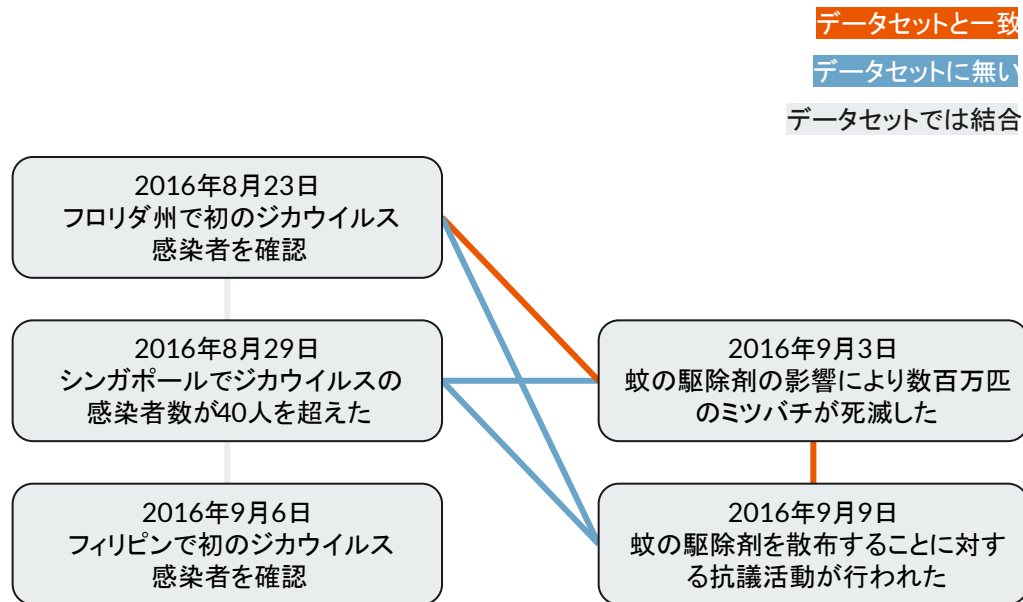 データセットと一致
データセットに無い
データセットでは結合
2016年8月23日
フロリダ州で初のジカウイルス
感染者を確認
2016年8月29日
シンガポールでジカウイルスの
感染者数が40人を超えた
2016年9月6日
フィリピンで初のジカウイルス
感染者を確認
2016年9月3日
蚊の駆除剤の影響により数百万匹
のミツバチが死滅した
2016年9月9日
蚊の駆除剤を散布することに対す
る抗議活動が行われた